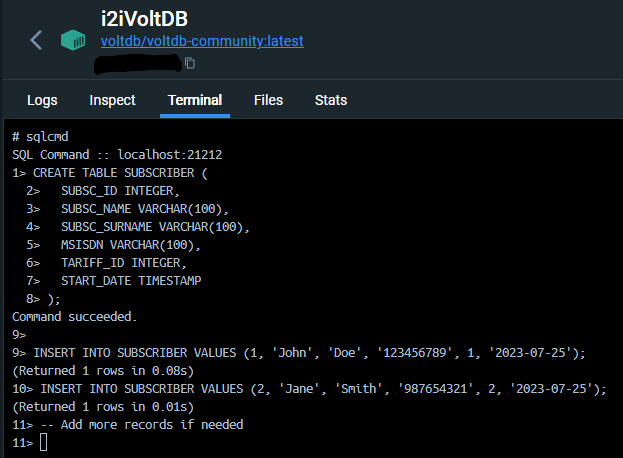 i2iVoltDB
voltdb/voltdb-community:latest
Logs Inspect Terminal Files Stats
# sqlcmd
SQL Command :: localhost:21212
1> CREATE TABLE SUBSCRIBER (
2> SUBSC_ID INTEGER,
3> SUBSC_NAME VARCHAR(100),
4> SUBSC_SURNAME VARCHAR(100),
5> MSISDN VARCHAR(100),
6> TARIFF_ID INTEGER,
7> START_DATE TIMESTAMP
8> );
Command succeeded.
9>
9> INSERT INTO SUBSCRIBER VALUES (1, 'John', 'Doe', '123456789', 1, '2023-07-25');
(Returned 1 rows in 0.08s)
10> INSERT INTO SUBSCRIBER VALUES (2, 'Jane', 'Smith', '987654321', 2, '2023-07-25');
(Returned 1 rows in 0.01s)
11> -- Add more records if needed
11>